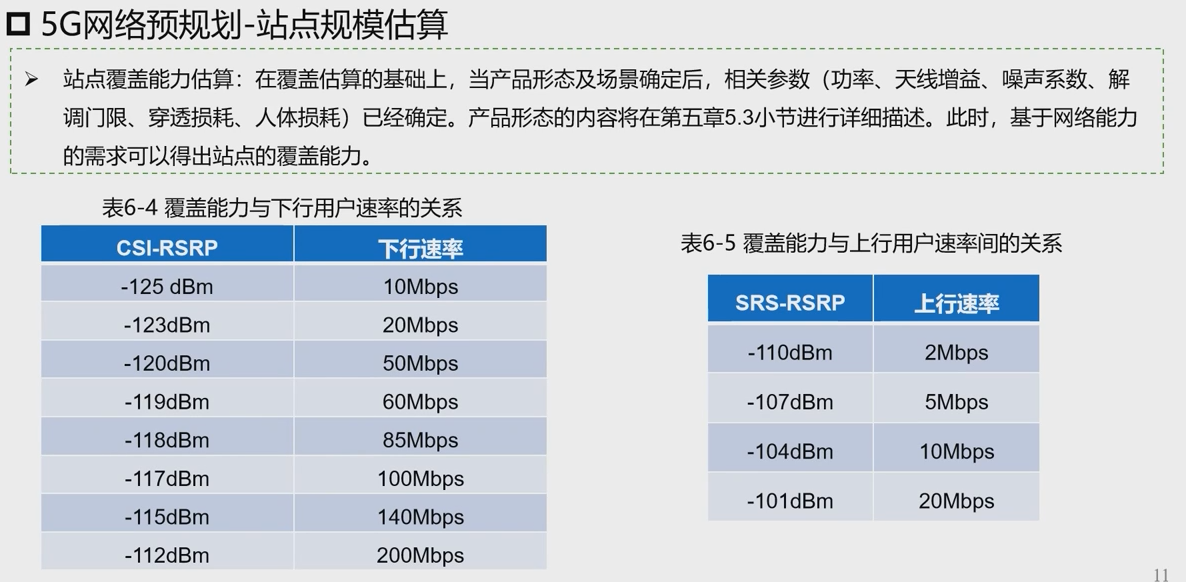 5G网络预规划-站点规模估算
➢ 站点覆盖能力估算：在覆盖估算的基础上，当产品形态及场景确定后，相关参数（功率、天线增益、噪声系数、解
调门限、穿透损耗、人体损耗）已经确定。产品形态的内容将在第五章5.3小节进行详细描述。此时，基于网络能力
的需求可以得出站点的覆盖能力。
表6-4 覆盖能力与下行用户速率的关系
CSI-RSRP 下行速率
-125 dBm 10Mbps
-123dBm 20Mbps
-120dBm 50Mbps
-119dBm 60Mbps
-118dBm 85Mbps
-117dBm 100Mbps
-115dBm 140Mbps
-112dBm 200Mbps
表6-5 覆盖能力与上行用户速率间的关系
SRS-RSRP 上行速率
-110dBm 2Mbps
-107dBm 5Mbps
-104dBm 10Mbps
-101dBm 20Mbps
11